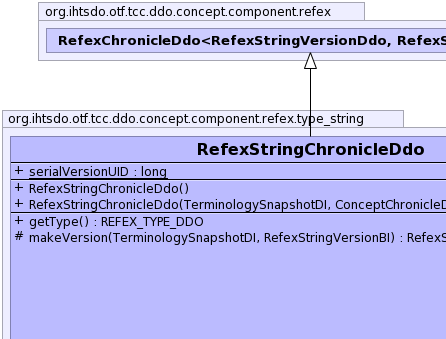 org.ihtsdo.otf.tcc.ddo.concept.component.refex
RefexChronicleDdo<RefexStringVersionDdo, RefexS
org.ihtsdo.otf.tcc.ddo.concept.component.refex.type_string
RefexStringChronicleDdo
+ serialVersionUID : long
+ RefexStringChronicleDdo()
+ RefexStringChronicleDdo(TerminologySnapshotDI, ConceptChronicleD
+ getType() : REFEX_TYPE_DDO
# makeVersion(TerminologySnapshotDI, RefexStringVersionBI) : RefexS